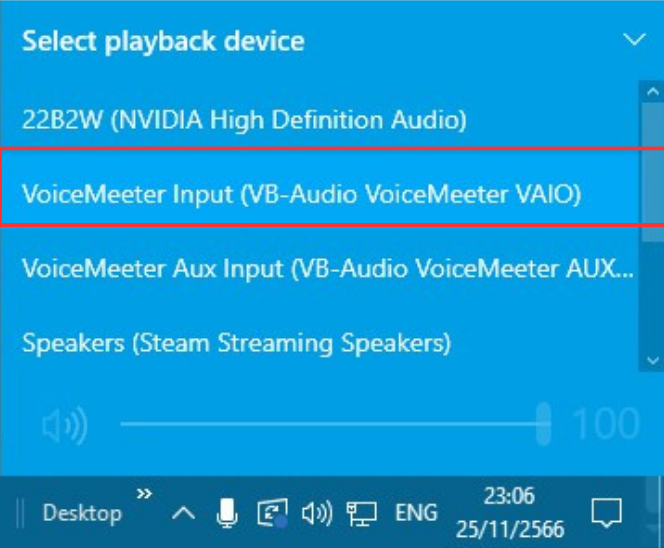 Select playback device
22B2W (NVIDIA High Definition Audio)
VoiceMeeter Input (VB-Audio VoiceMeeter VAIO)
VoiceMeeter Aux Input (VB-Audio VoiceMeeter AUX...
Speakers (Steam Streaming Speakers)
100
Desktop » ENG 23:06
25/11/2566